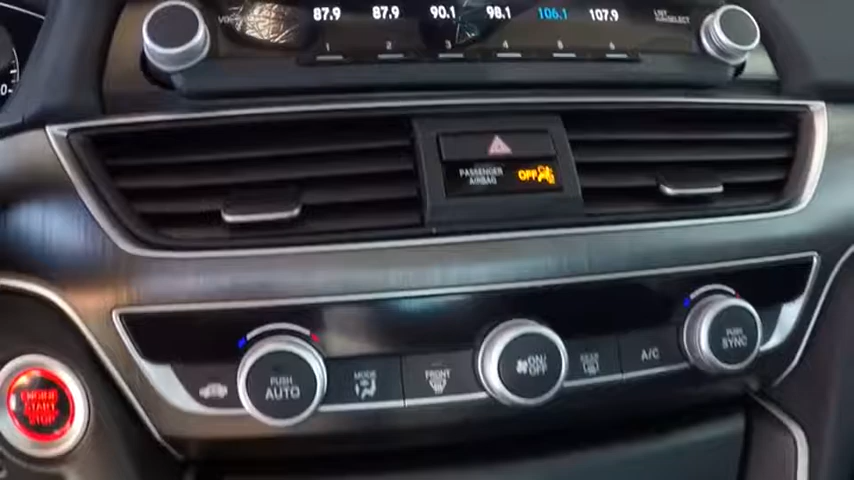 87.9 87.9 90.1 98.1 106.1 107.9
1 2 3 4 5 6
PASSENGER
AIRBAG
OFF
PUSH
AUTO
MODE
FRONT
ON/
OFF
REAR
A/C
PUSH
SYNC
ENGINE
START
STOP